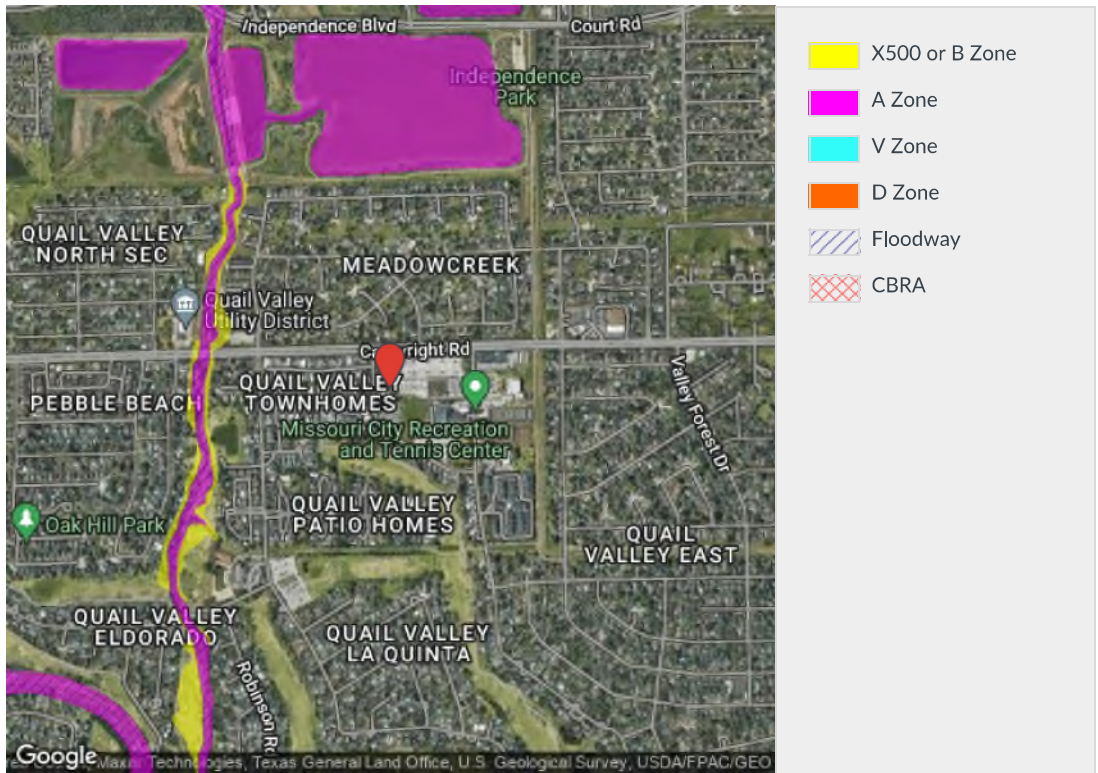 Independence Blvd
Court Rd
Independence
Park
QUAIL VALLEY
NORTH SEC
MEADOWCREEK
Quail Valley
Utility District
Cartwright Rd
QUAIL VALLEY
TOWNHOMES
PEBBLE BEACH
Valley Forest Dr
Missouri City Recreation
and Tennis Center
QUAIL VALLEY
PATIO HOMES
Oak Hill Park
QUAIL
VALLEY EAST
QUAIL VALLEY
ELDORADO
QUAIL VALLEY
LA QUINTA
Robinson Rd
Google
Maxar Technologies, Texas General Land Office, U.S. Geological Survey, USDA/FPAC/GEO
X500 or B Zone
A Zone
V Zone
D Zone
Floodway
CBRA